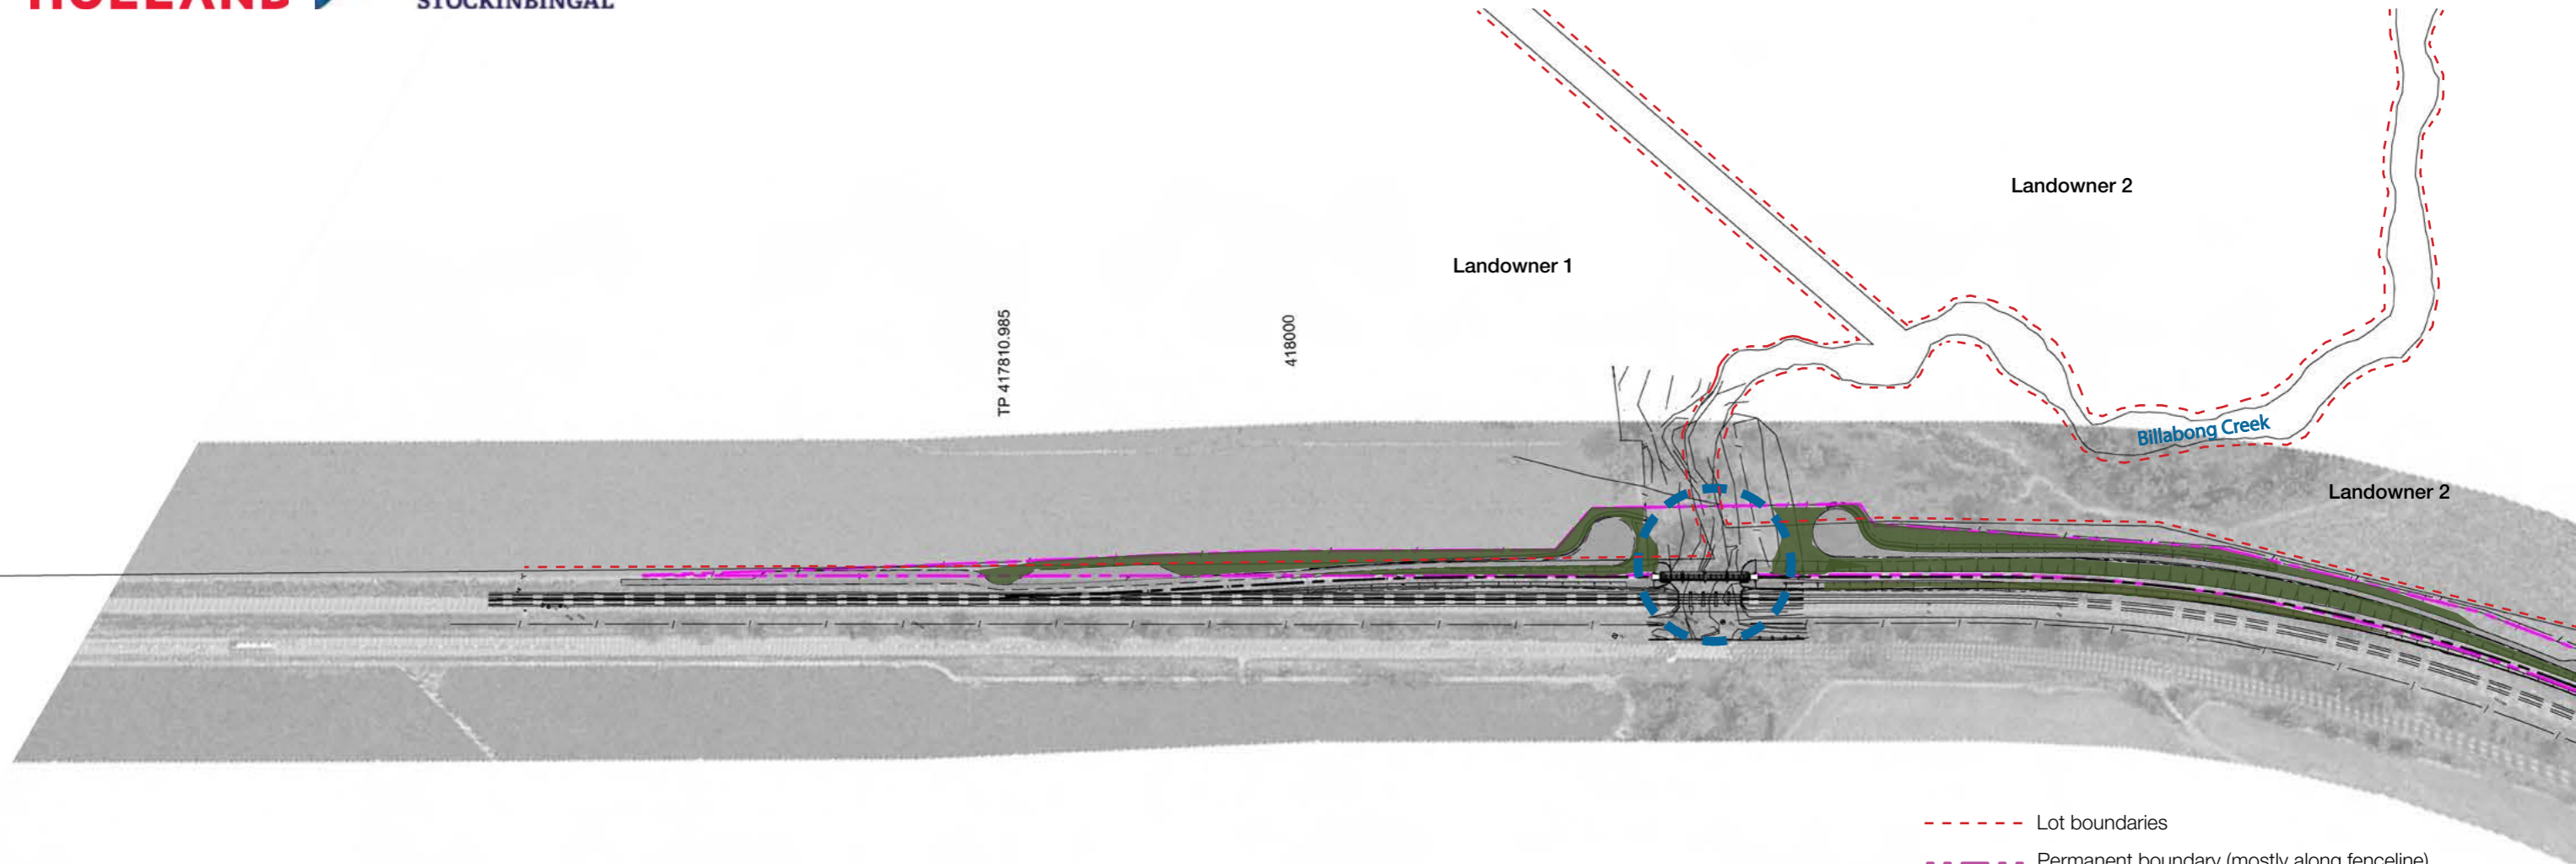 HOLLAND
STOCKINBINGAL
Landowner 2
Landowner 1
TP 417810.985
418000
Billabong Creek
Landowner 2
Lot boundaries
Permanent boundary (mostly along fenceline)